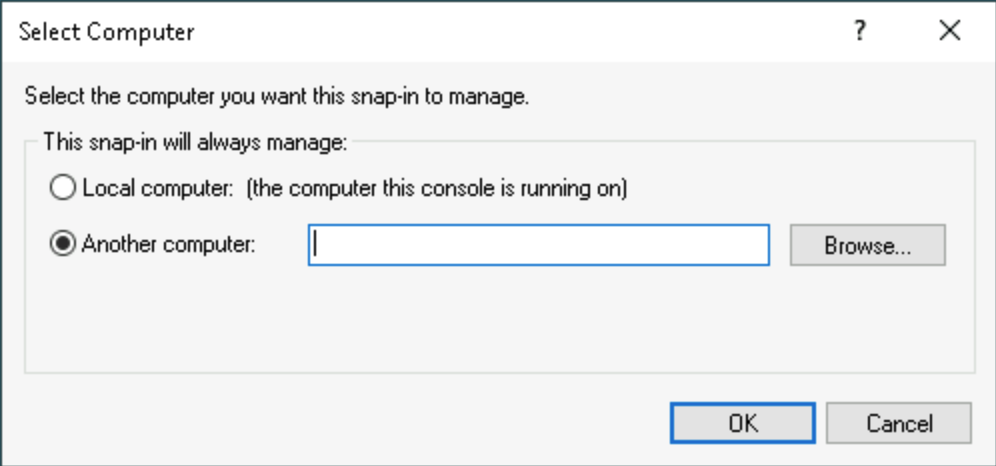 Select Computer ?
Select the computer you want this snap-in to manage.
This snap-in will always manage:
Local computer: (the computer this console is running on)
Another computer: Browse...
OK Cancel